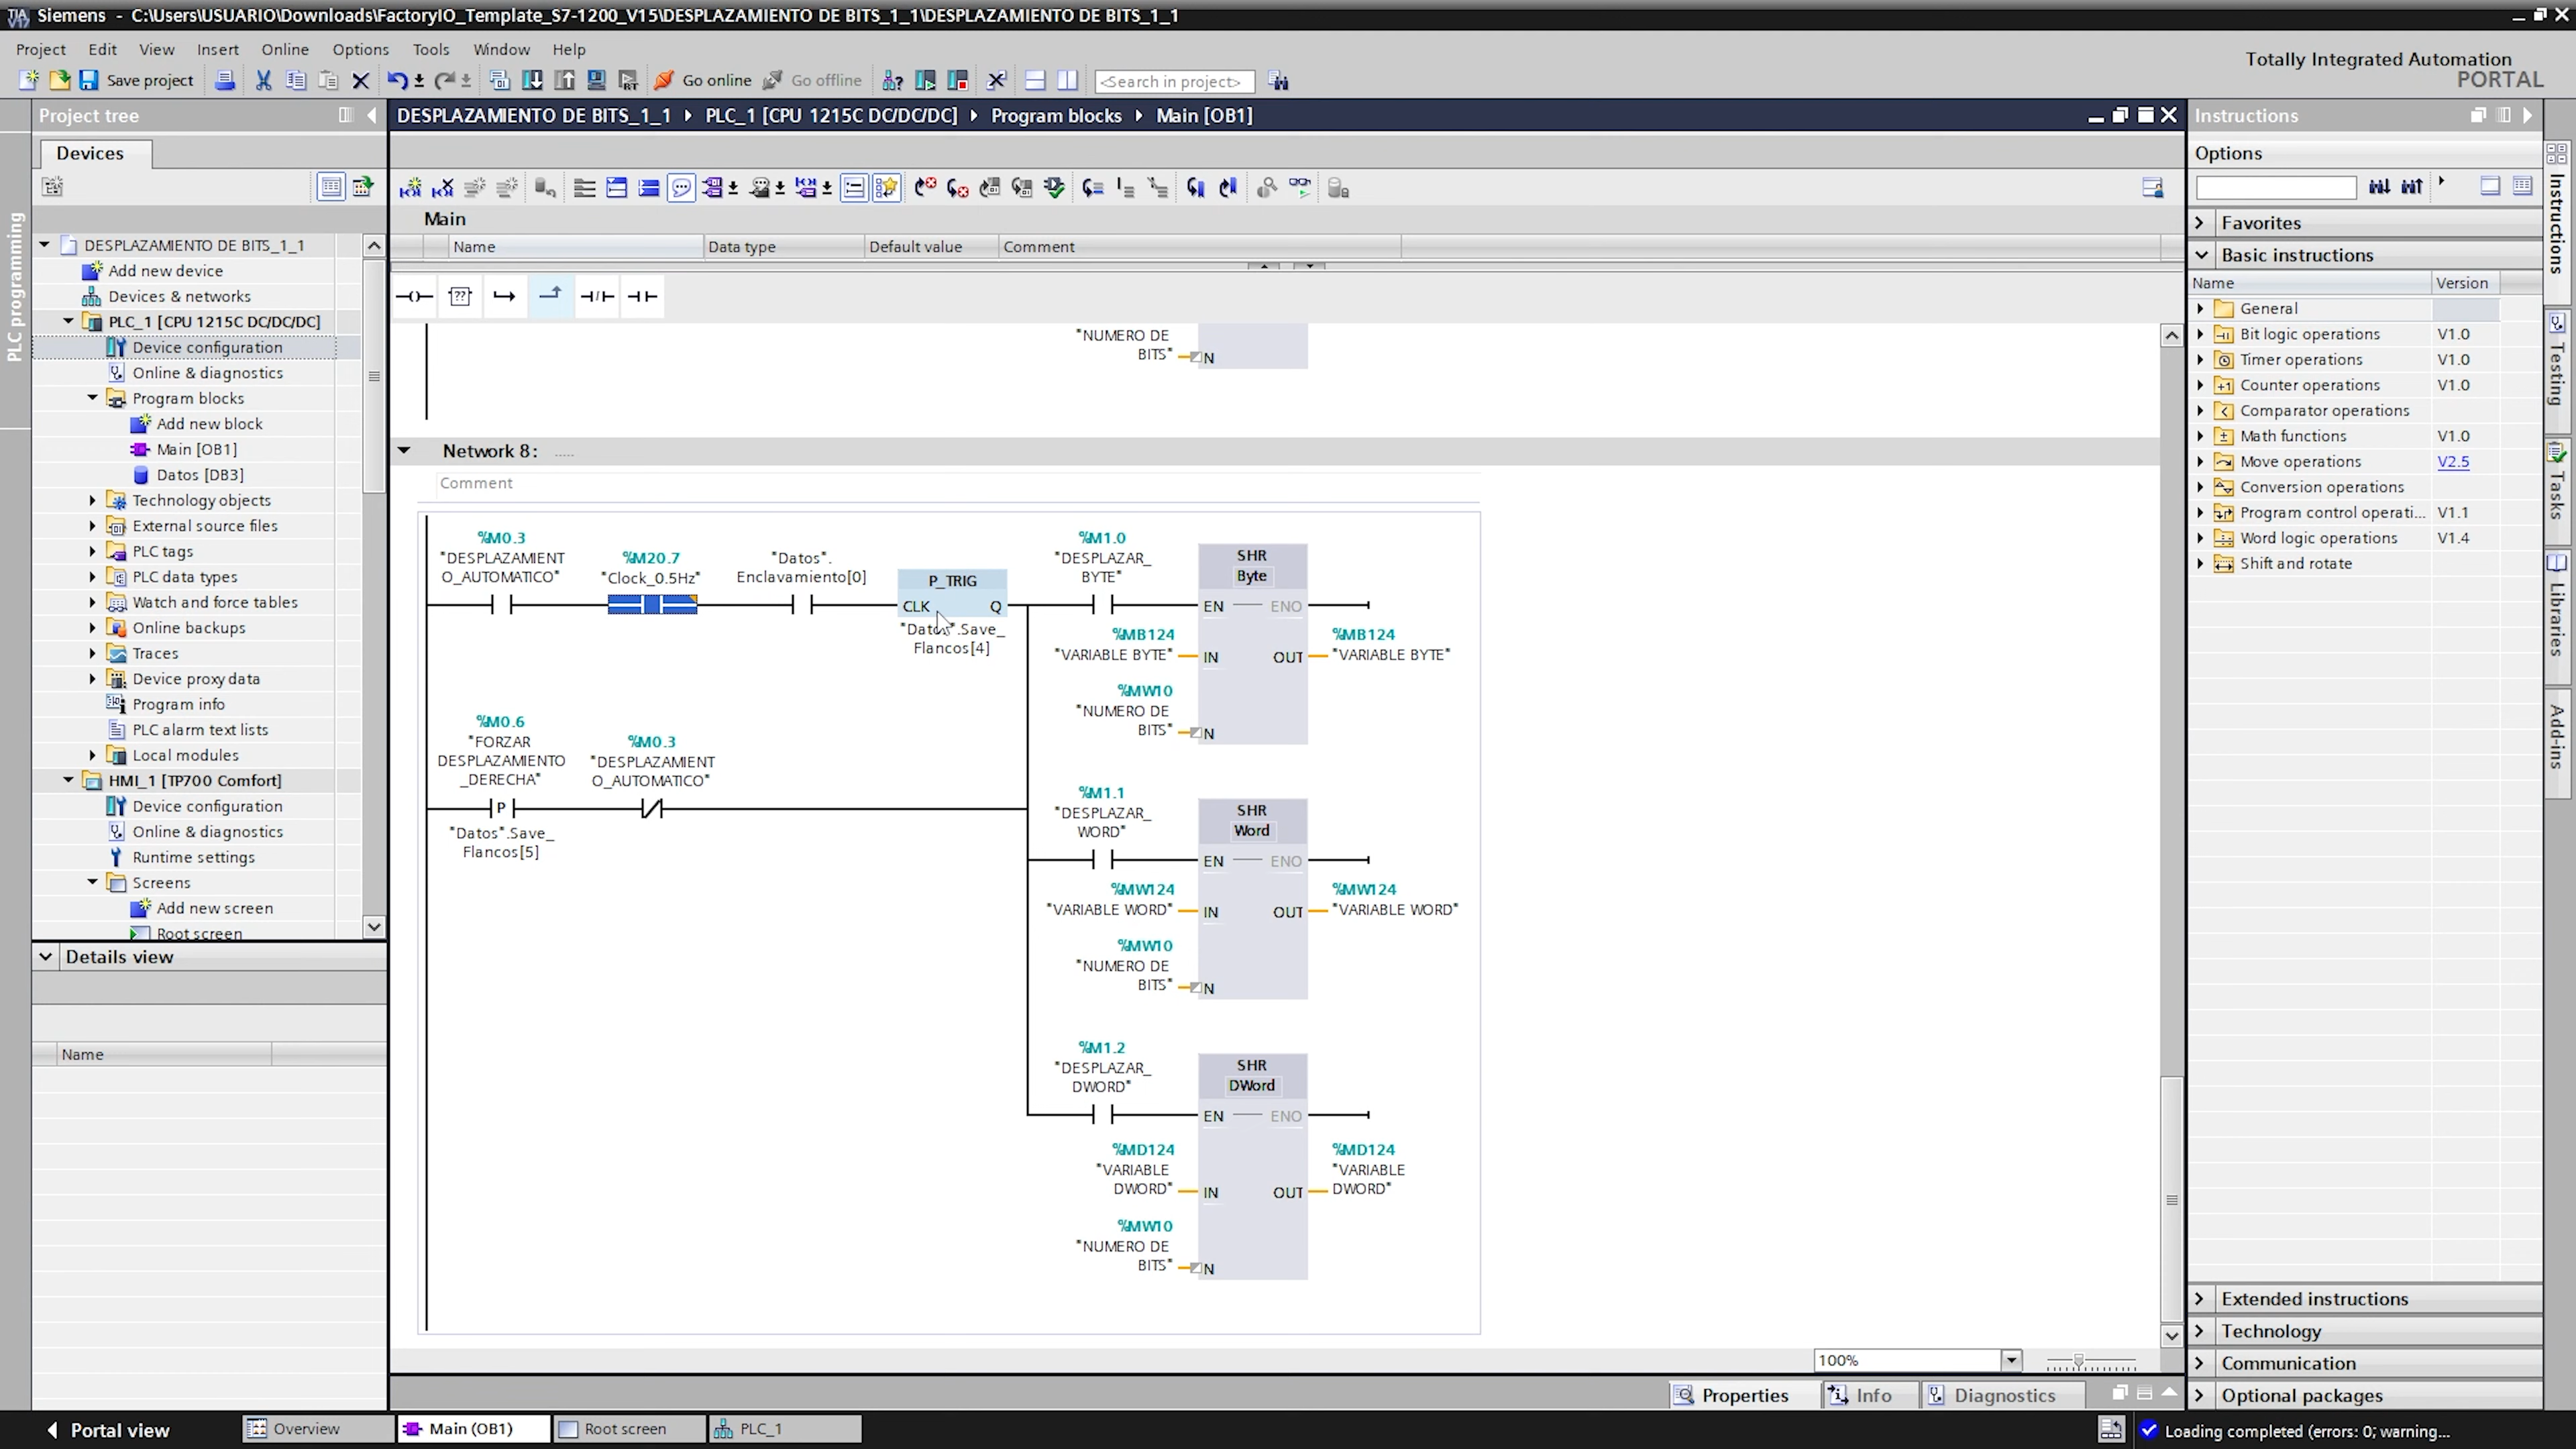 Siemens - C:\Users\USUARIO\Downloads\FactoryIO_Template_S7-1200_V15\DESPLAZAMIENTO DE BITS_1_1\DESPLAZAMIENTO DE BITS_1_1
Project Edit View Insert Online Options Tools Window Help
Totally Integrated Automation
PORTAL
Save project Go online Go offline <Search in project>
Project tree
DESPLAZAMIENTO DE BITS_1_1 PLC_1 [CPU 1215C DC/DC/DC] Program blocks Main [OB1]
Instructions
Devices
Options
PLC programming
Main
Name Data type Default value Comment
DESPLAZAMIENTO DE BITS_1_1
Add new device
Devices & networks
PLC_1 [CPU 1215C DC/DC/DC]
Device configuration
Online & diagnostics
Program blocks
Add new block
Main [OB1]
Datos [DB3]
Technology objects
External source files
PLC tags
PLC data types
Watch and force tables
Online backups
Traces
Device proxy data
Program info
PLC alarm text lists
Local modules
HMI_1 [TP700 Comfort]
Device configuration
Online & diagnostics
Runtime settings
Screens
Add new screen
Root screen
Details view
Name
"NUMERO DE
BITS" N
Network 8: .....
Comment
%M0.3
"DESPLAZAMIENT
O_AUTOMATICO"
%M20.7
"Clock_0.5Hz"
"Datos".
Enclavamiento[0]
P_TRIG
CLK Q
"Datos".Save_
Flancos[4]
%M1.0
"DESPLAZAR_
BYTE"
SHR
Byte
EN ENO
%MB124
"VARIABLE BYTE" IN
OUT %MB124
"VARIABLE BYTE"
%MW10
"NUMERO DE
BITS" N
%M0.6
"FORZAR
DESPLAZAMIENTO
_DERECHA"
P
"Datos".Save_
Flancos[5]
%M0.3
"DESPLAZAMIENT
O_AUTOMATICO"
%M1.1
"DESPLAZAR_
WORD"
SHR
Word
EN ENO
%MW124
"VARIABLE WORD" IN
OUT %MW124
"VARIABLE WORD"
%MW10
"NUMERO DE
BITS" N
%M1.2
"DESPLAZAR_
DWORD"
SHR
DWord
EN ENO
%MD124
"VARIABLE
DWORD" IN
OUT %MD124
"VARIABLE
DWORD"
%MW10
"NUMERO DE
BITS" N
100%
Properties Info Diagnostics
Favorites
Basic instructions
Name Version
General
Bit logic operations V1.0
Timer operations V1.0
Counter operations V1.0
Comparator operations
Math functions V1.0
Move operations V2.5
Conversion operations
Program control operati... V1.1
Word logic operations V1.4
Shift and rotate
Extended instructions
Technology
Communication
Optional packages
Instructions
Testing
Tasks
Libraries
Add-ins
Portal view Overview Main (OB1) Root screen PLC_1
Loading completed (errors: 0; warning...